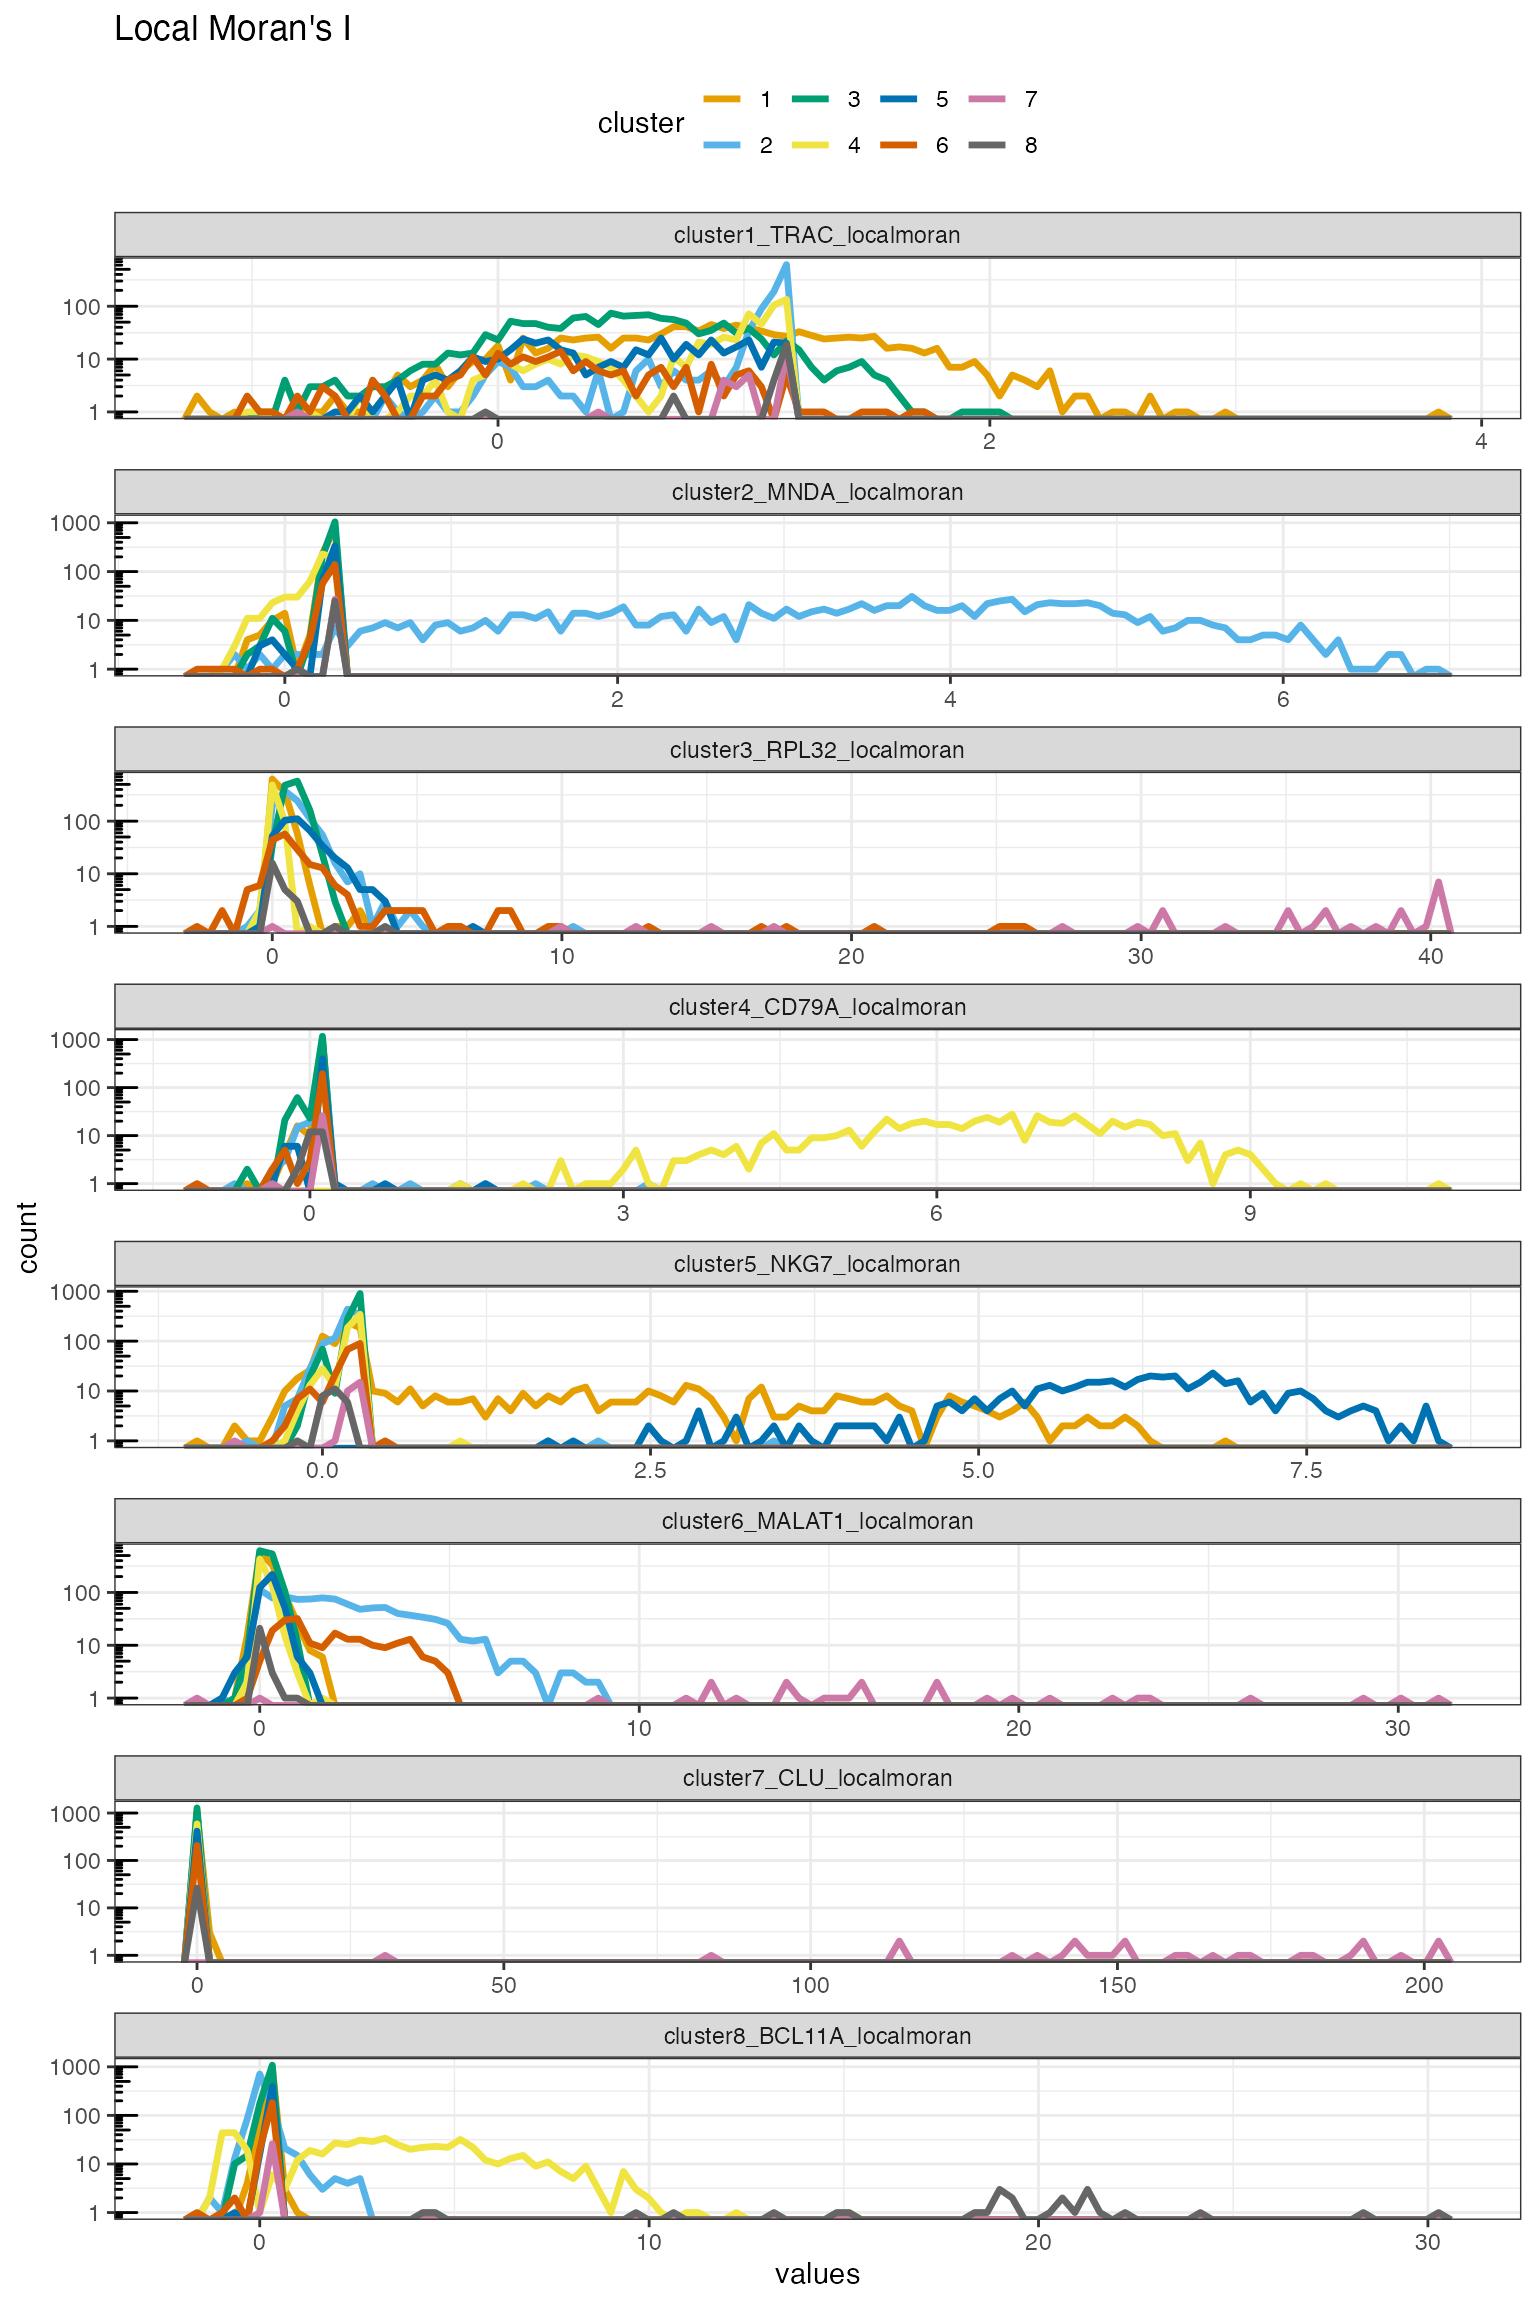 Local Moran's I
cluster 1 3 5 7
2 4 6 8
cluster1_TRAC_localmoran
100
10
1
0 2 4
cluster2_MNDA_localmoran
1000
100
10
1
0 2 4 6
cluster3_RPL32_localmoran
100
10
1
0 10 20 30 40
cluster4_CD79A_localmoran
1000
100
10
1
0 3 6 9
count
cluster5_NKG7_localmoran
1000
100
10
1
0.0 2.5 5.0 7.5
cluster6_MALAT1_localmoran
100
10
1
0 10 20 30
cluster7_CLU_localmoran
1000
100
10
1
0 50 100 150 200
cluster8_BCL11A_localmoran
1000
100
10
1
0 10 20 30
values